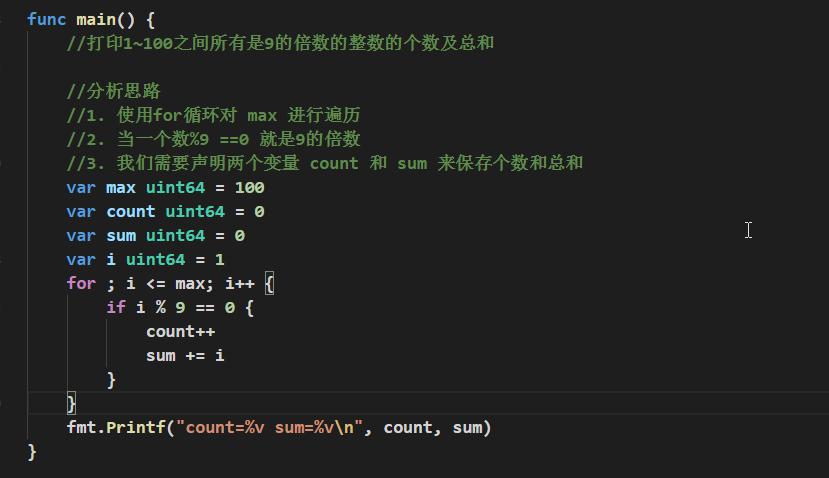 func main() {
//打印1~100之间所有是9的倍数的整数的个数及总和
//分析思路
//1. 使用for循环对 max 进行遍历
//2. 当一个数%9 ==0 就是9的倍数
//3. 我们需要声明两个变量 count 和 sum 来保存个数和总和
var max uint64 = 100
var count uint64 = 0
var sum uint64 = 0
var i uint64 = 1
for ; i <= max; i++ {
if i % 9 == 0 {
count++
sum += i
}
}
fmt.Printf("count=%v sum=%v\n", count, sum)
}